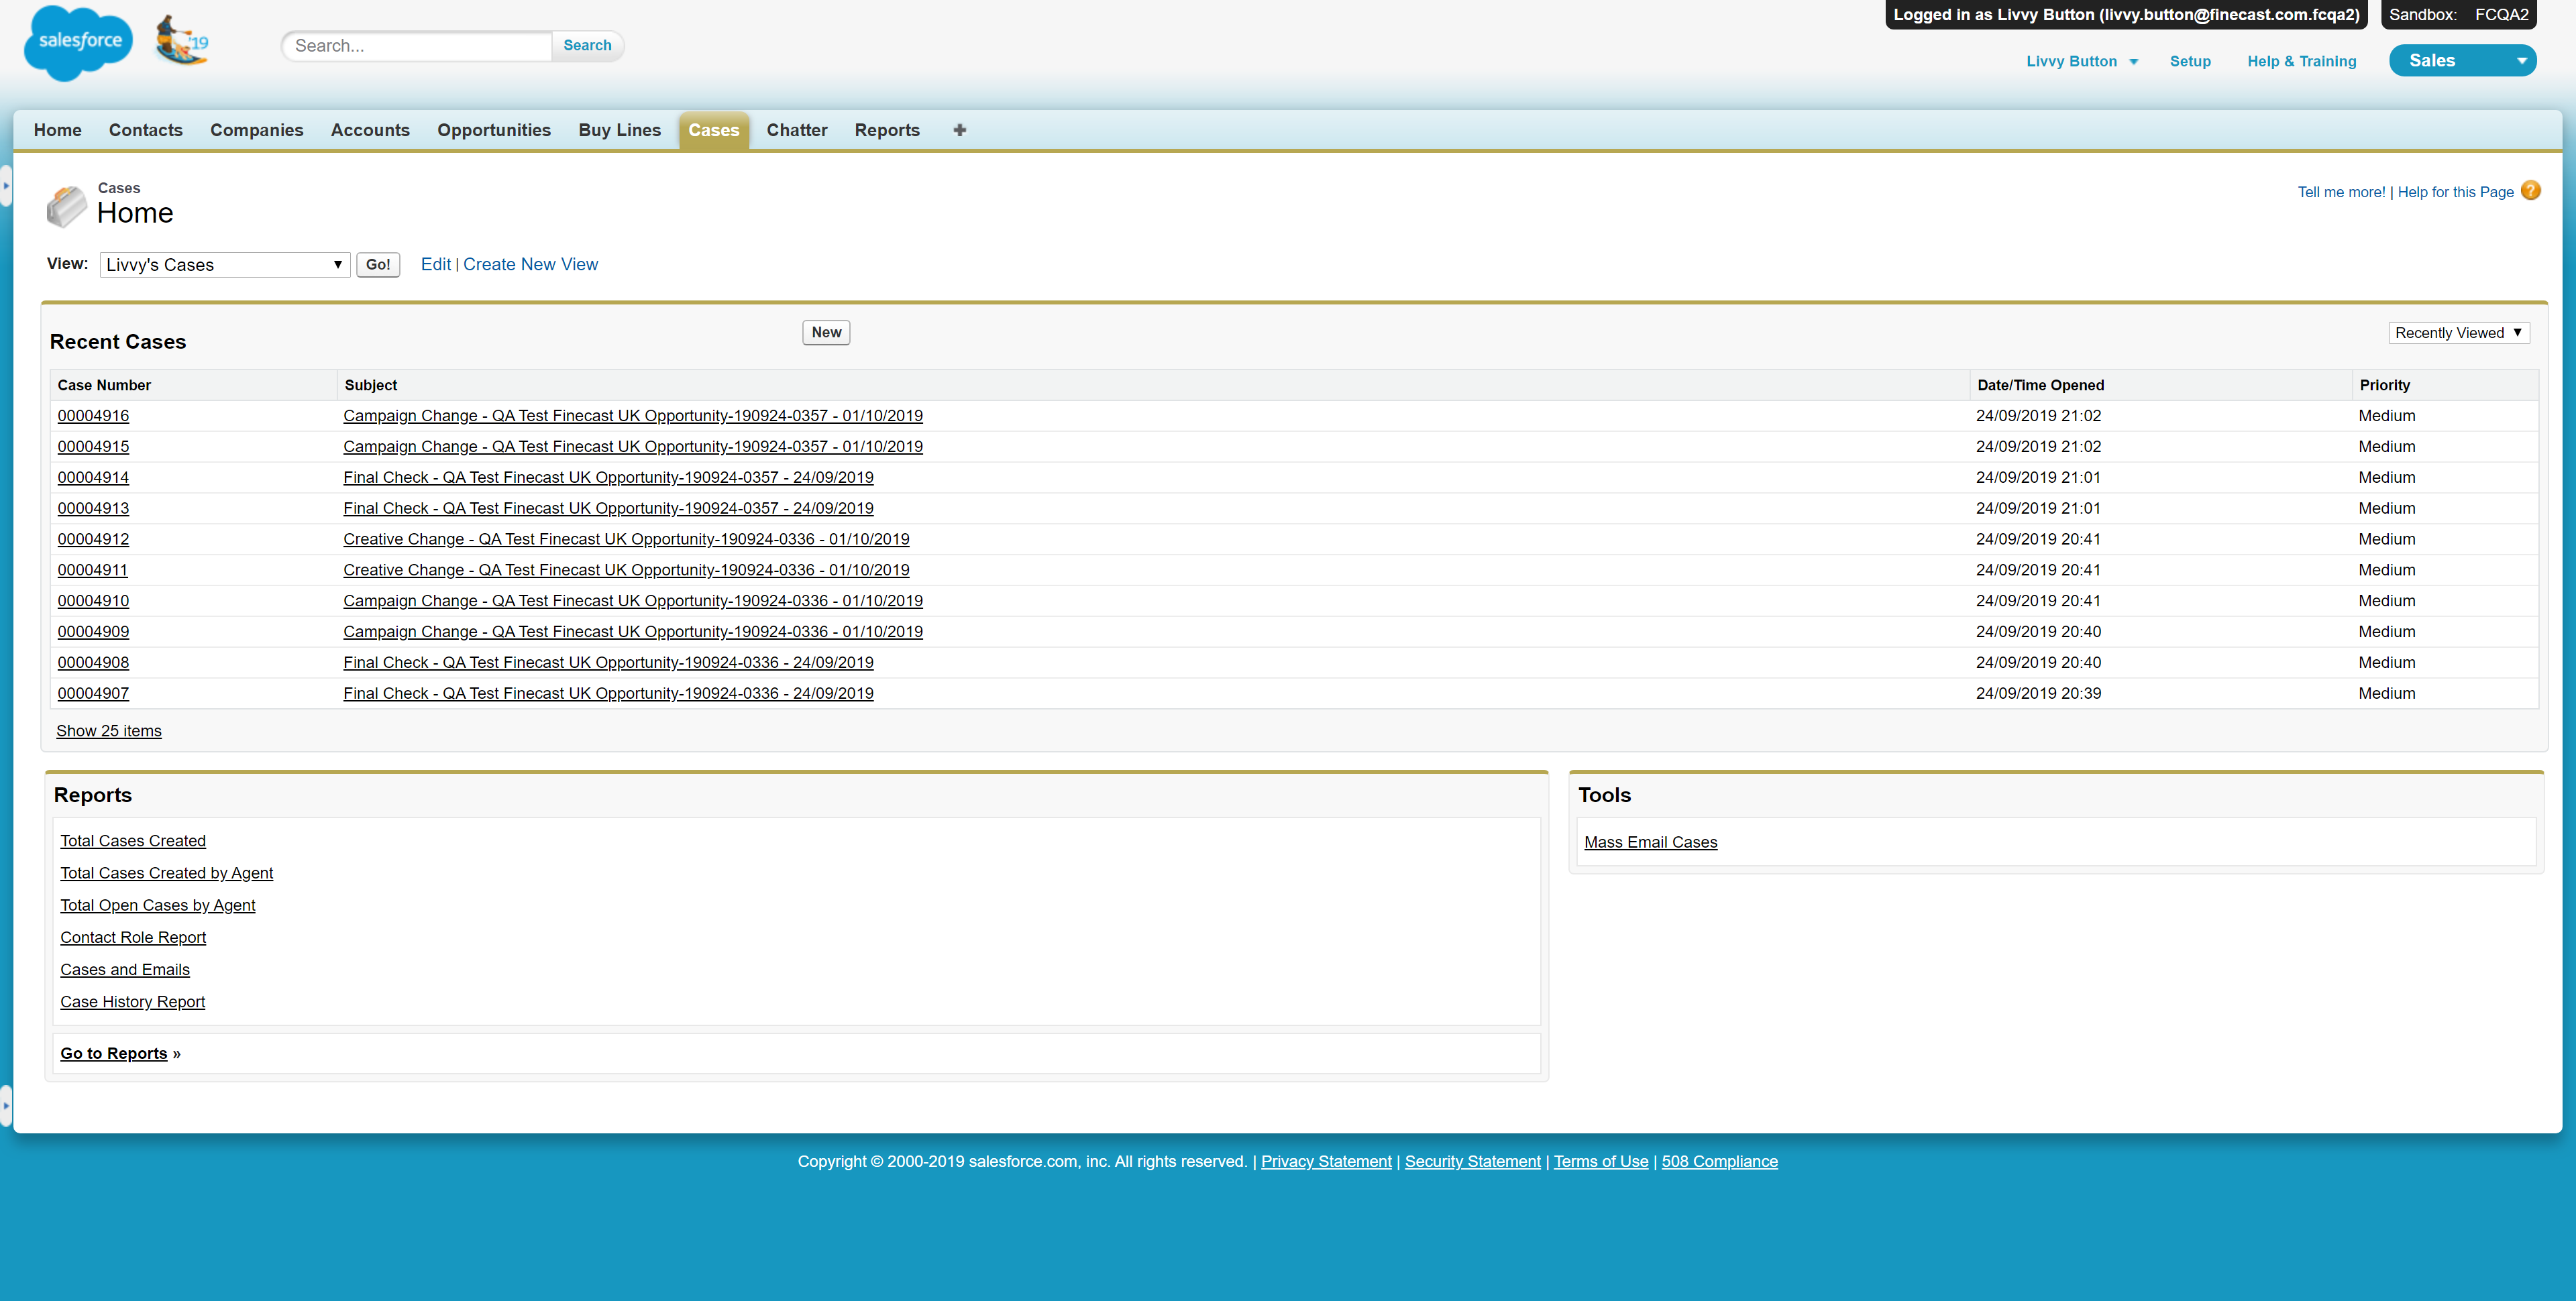 Logged in as Livvy Button (livvy.button@finecast.com.fcqa2) Sandbox: FCQA2
salesforce '19 Search... Search
Livvy Button Setup Help & Training Sales
Home Contacts Companies Accounts Opportunities Buy Lines Cases Chatter Reports +
Cases
Home
Tell me more! | Help for this Page ?
View: Livvy's Cases Go! Edit | Create New View
Recent Cases New Recently Viewed
Case Number Subject Date/Time Opened Priority
00004916 Campaign Change - QA Test Finecast UK Opportunity-190924-0357 - 01/10/2019 24/09/2019 21:02 Medium
00004915 Campaign Change - QA Test Finecast UK Opportunity-190924-0357 - 01/10/2019 24/09/2019 21:02 Medium
00004914 Final Check - QA Test Finecast UK Opportunity-190924-0357 - 24/09/2019 24/09/2019 21:01 Medium
00004913 Final Check - QA Test Finecast UK Opportunity-190924-0357 - 24/09/2019 24/09/2019 21:01 Medium
00004912 Creative Change - QA Test Finecast UK Opportunity-190924-0336 - 01/10/2019 24/09/2019 20:41 Medium
00004911 Creative Change - QA Test Finecast UK Opportunity-190924-0336 - 01/10/2019 24/09/2019 20:41 Medium
00004910 Campaign Change - QA Test Finecast UK Opportunity-190924-0336 - 01/10/2019 24/09/2019 20:41 Medium
00004909 Campaign Change - QA Test Finecast UK Opportunity-190924-0336 - 01/10/2019 24/09/2019 20:40 Medium
00004908 Final Check - QA Test Finecast UK Opportunity-190924-0336 - 24/09/2019 24/09/2019 20:40 Medium
00004907 Final Check - QA Test Finecast UK Opportunity-190924-0336 - 24/09/2019 24/09/2019 20:39 Medium
Show 25 items
Reports
Total Cases Created
Total Cases Created by Agent
Total Open Cases by Agent
Contact Role Report
Cases and Emails
Case History Report
Go to Reports »
Tools
Mass Email Cases
Copyright © 2000-2019 salesforce.com, inc. All rights reserved. | Privacy Statement | Security Statement | Terms of Use | 508 Compliance